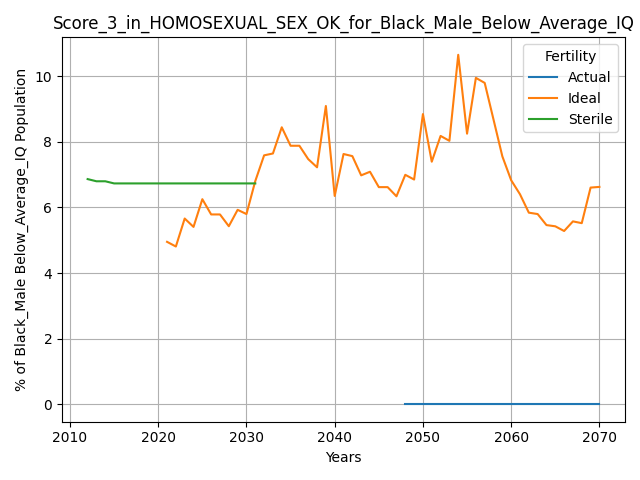 Score_3_in_HOMOSEXUAL_SEX_OK_for_Black_Male_Below_Average_IQ
% of Black_Male Below_Average_IQ Population
10
8
6
4
2
0
Fertility
Actual
Ideal
Sterile
2010 2020 2030 2040 2050 2060 2070
Years